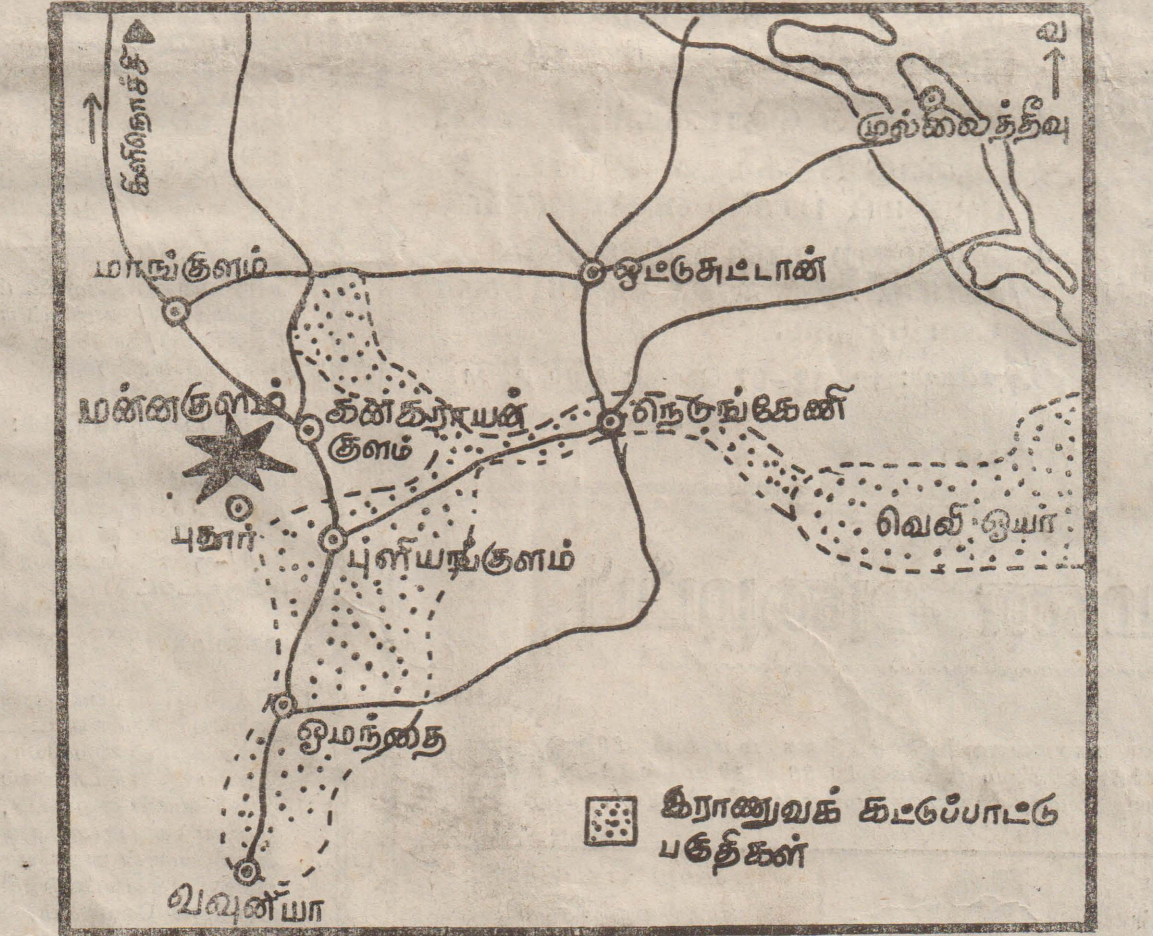 வ
கிளிநொச்சி
முல்லைத்தீவு
மாங்குளம்
ஒட்டுசுட்டான்
மன்னகுளம்
கனகராயன்
குளம்
நெடுங்கேணி
புதூர்
புளியங்குளம்
வெலி ஓயா
ஓமந்தை
இராணுவக் கட்டுப்பாட்டு
பகுதிகள்
வவுனியா